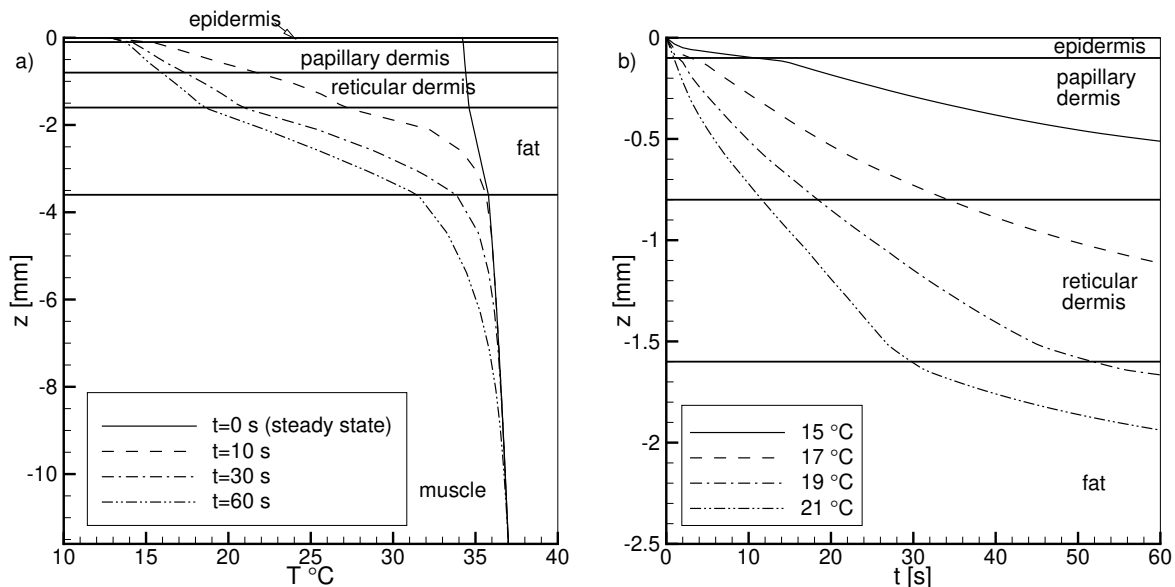 a)
epidermis
papillary dermis
reticular dermis
fat
muscle
0
-2
-4
-6
-8
-10
z [mm]
10
15
20
25
30
35
40
T °C
t=0 s (steady state)
t=10 s
t=30 s
t=60 s
b)
epidermis
papillary
dermis
reticular
dermis
fat
0
-0.5
-1
-1.5
-2
-2.5
z [mm]
0
10
20
30
40
50
60
t [s]
15 °C
17 °C
19 °C
21 °C